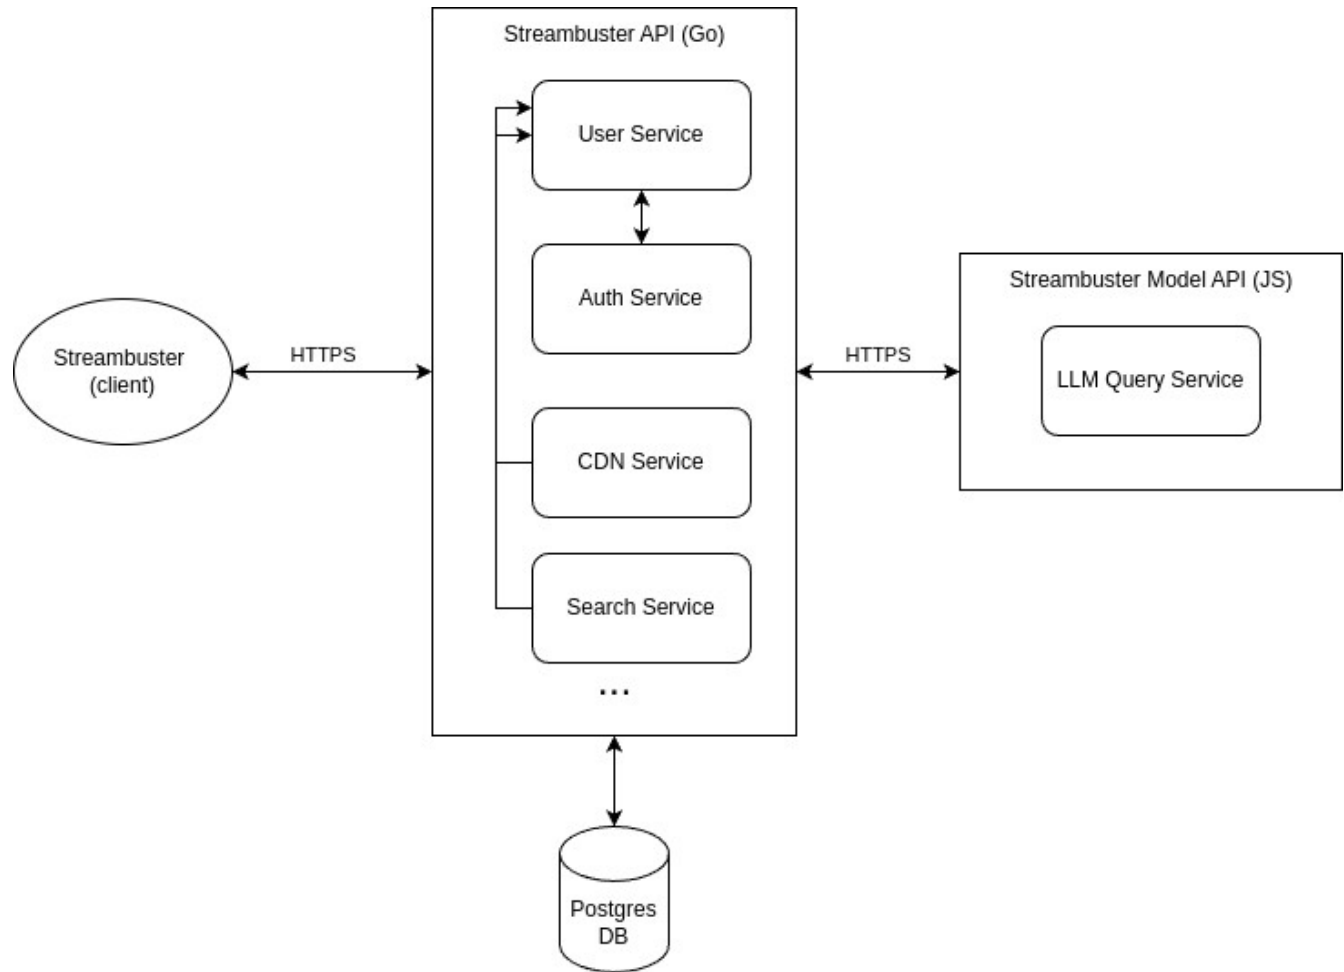 Streambuster API (Go)
User Service
Auth Service
CDN Service
Search Service
...
Streambuster
(client)
HTTPS
HTTPS
Streambuster Model API (JS)
LLM Query Service
Postgres
DB